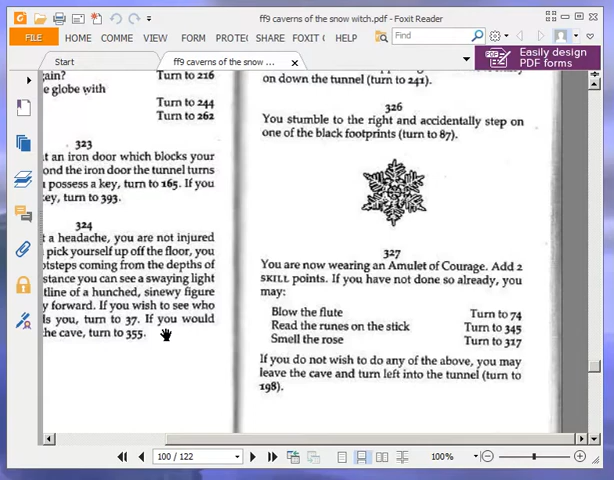 ff9 caverns of the snow witch.pdf - Foxit Reader
FILE HOME COMME VIEW FORM PROTE SHARE FOXIT C Find
Easily design
PDF forms
Start ff9 caverns of the snow ...
gain? Turn to 216
e globe with
Turn to 244
Turn to 262
323
t an iron door which blocks your
ond the iron door the tunnel turns
possess a key, turn to 165. If you
key, turn to 393.
324
t a headache, you are not injured
pick yourself up off the floor, you
otsteps coming from the depths of
stance you can see a swaying light
tline of a hunched, sinewy figure
y forward. If you wish to see who
ls you, turn to 37. If you would
he cave, turn to 355.
on down the tunnel (turn to 241).
326
You stumble to the right and accidentally step on
one of the black footprints (turn to 87).
327
You are now wearing an Amulet of Courage. Add 2
SKILL points. If you have not done so already, you
may:
Blow the flute Turn to 74
Read the runes on the stick Turn to 345
Smell the rose Turn to 317
If you do not wish to do any of the above, you may
leave the cave and turn left into the tunnel (turn to
198).
100 / 122 100%